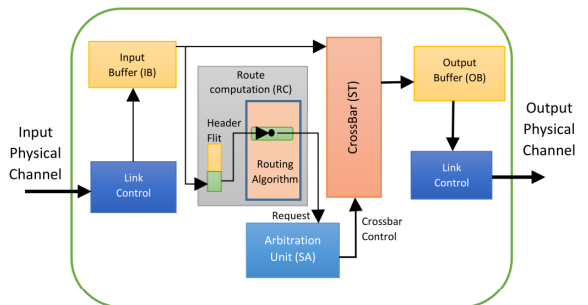 Input
Buffer (IB)
Route
computation (RC)
CrossBar (ST)
Output
Buffer (OB)
Input
Physical
Channel
Header
Flit
Routing
Algorithm
Link
Control
Link
Control
Output
Physical
Channel
Request
Crossbar
Control
Arbitration
Unit (SA)